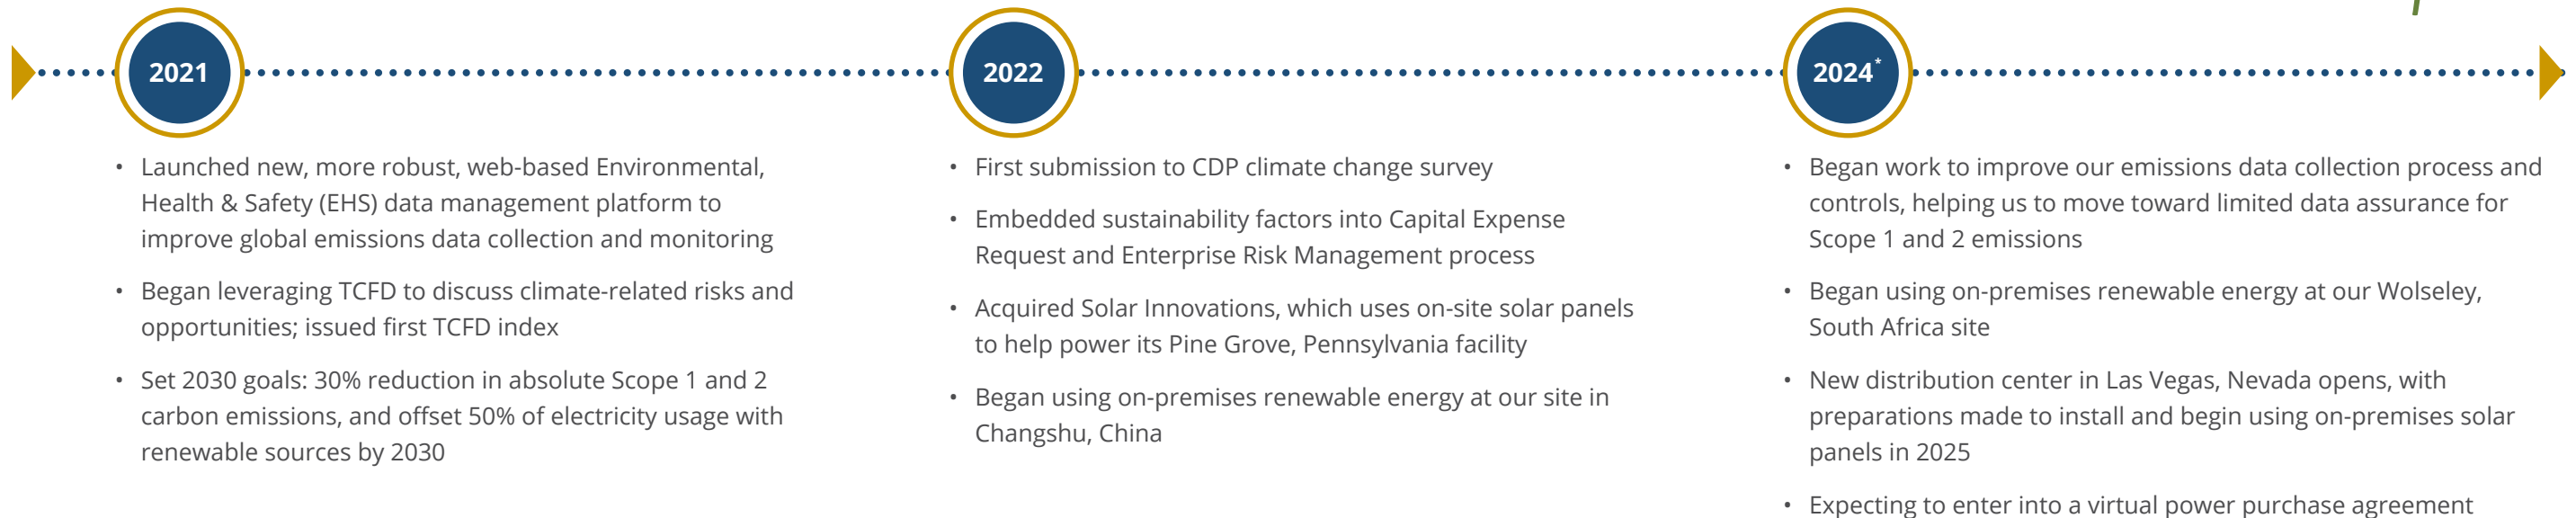 2021
• Launched new, more robust, web-based Environmental,
Health & Safety (EHS) data management platform to
improve global emissions data collection and monitoring
• Began leveraging TCFD to discuss climate-related risks and
opportunities; issued first TCFD index
• Set 2030 goals: 30% reduction in absolute Scope 1 and 2
carbon emissions, and offset 50% of electricity usage with
renewable sources by 2030
2022
• First submission to CDP climate change survey
• Embedded sustainability factors into Capital Expense
Request and Enterprise Risk Management process
• Acquired Solar Innovations, which uses on-site solar panels
to help power its Pine Grove, Pennsylvania facility
• Began using on-premises renewable energy at our site in
Changshu, China
2024*
• Began work to improve our emissions data collection process and
controls, helping us to move toward limited data assurance for
Scope 1 and 2 emissions
• Began using on-premises renewable energy at our Wolseley,
South Africa site
• New distribution center in Las Vegas, Nevada opens, with
preparations made to install and begin using on-premises solar
panels in 2025
• Expecting to enter into a virtual power purchase agreement